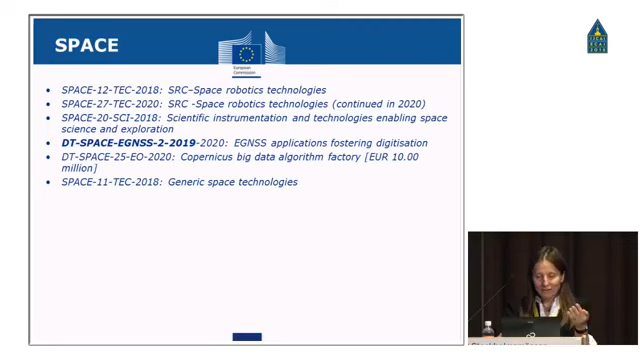 SPACE
European
Commission
IJCAI
ECAI
2018
• SPACE-12-TEC-2018: SRC–Space robotics technologies
• SPACE-27-TEC-2020: SRC -Space robotics technologies (continued in 2020)
• SPACE-20-SCI-2018: Scientific instrumentation and technologies enabling space
science and exploration
• DT-SPACE-EGNSS-2-2019-2020: EGNSS applications fostering digitisation
• DT-SPACE-25-EO-2020: Copernicus big data algorithm factory [EUR 10.00
million]
• SPACE-11-TEC-2018: Generic space technologies